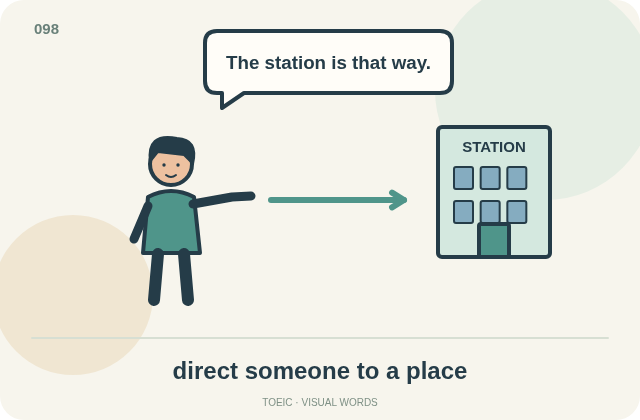 098
The station is that way.
STATION
direct someone to a place
TOEIC · VISUAL WORDS